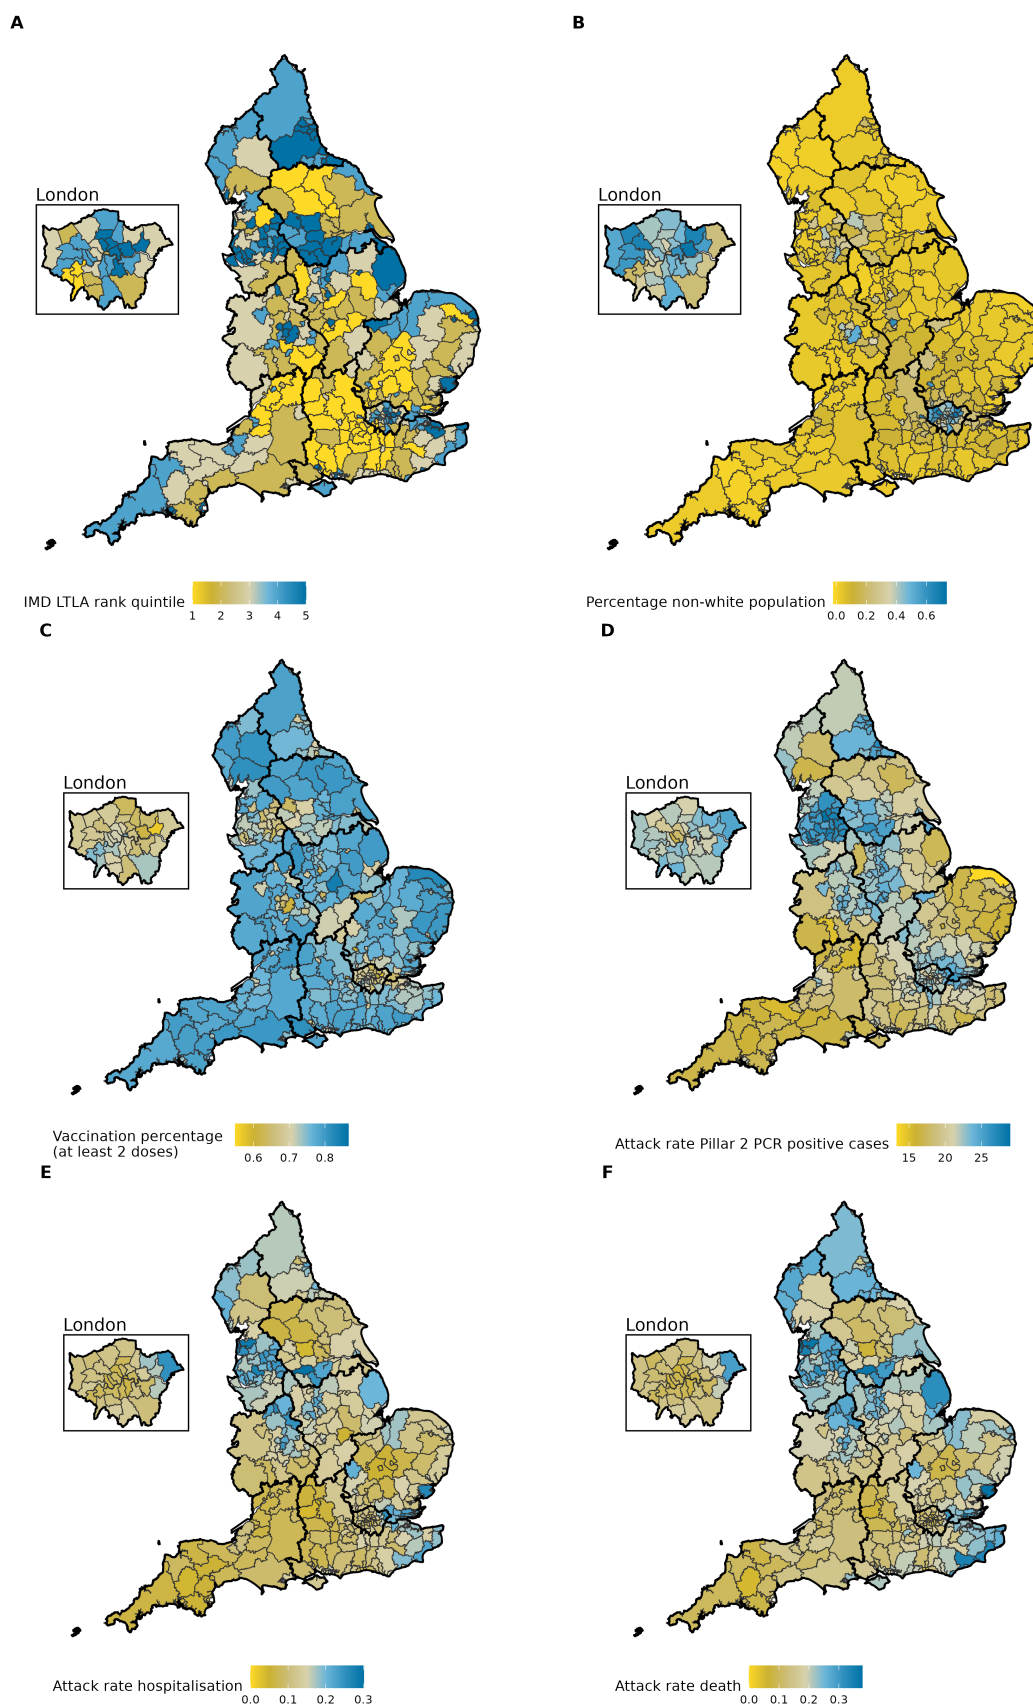 A
B
London
London
IMD LTLA rank quintile
1 2 3 4 5
Percentage non-white population
0.0 0.2 0.4 0.6
C
D
London
London
Vaccination percentage
(at least 2 doses)
0.6 0.7 0.8
Attack rate Pillar 2 PCR positive cases
15 20 25
E
F
London
London
Attack rate hospitalisation
0.0 0.1 0.2 0.3
Attack rate death
0.0 0.1 0.2 0.3